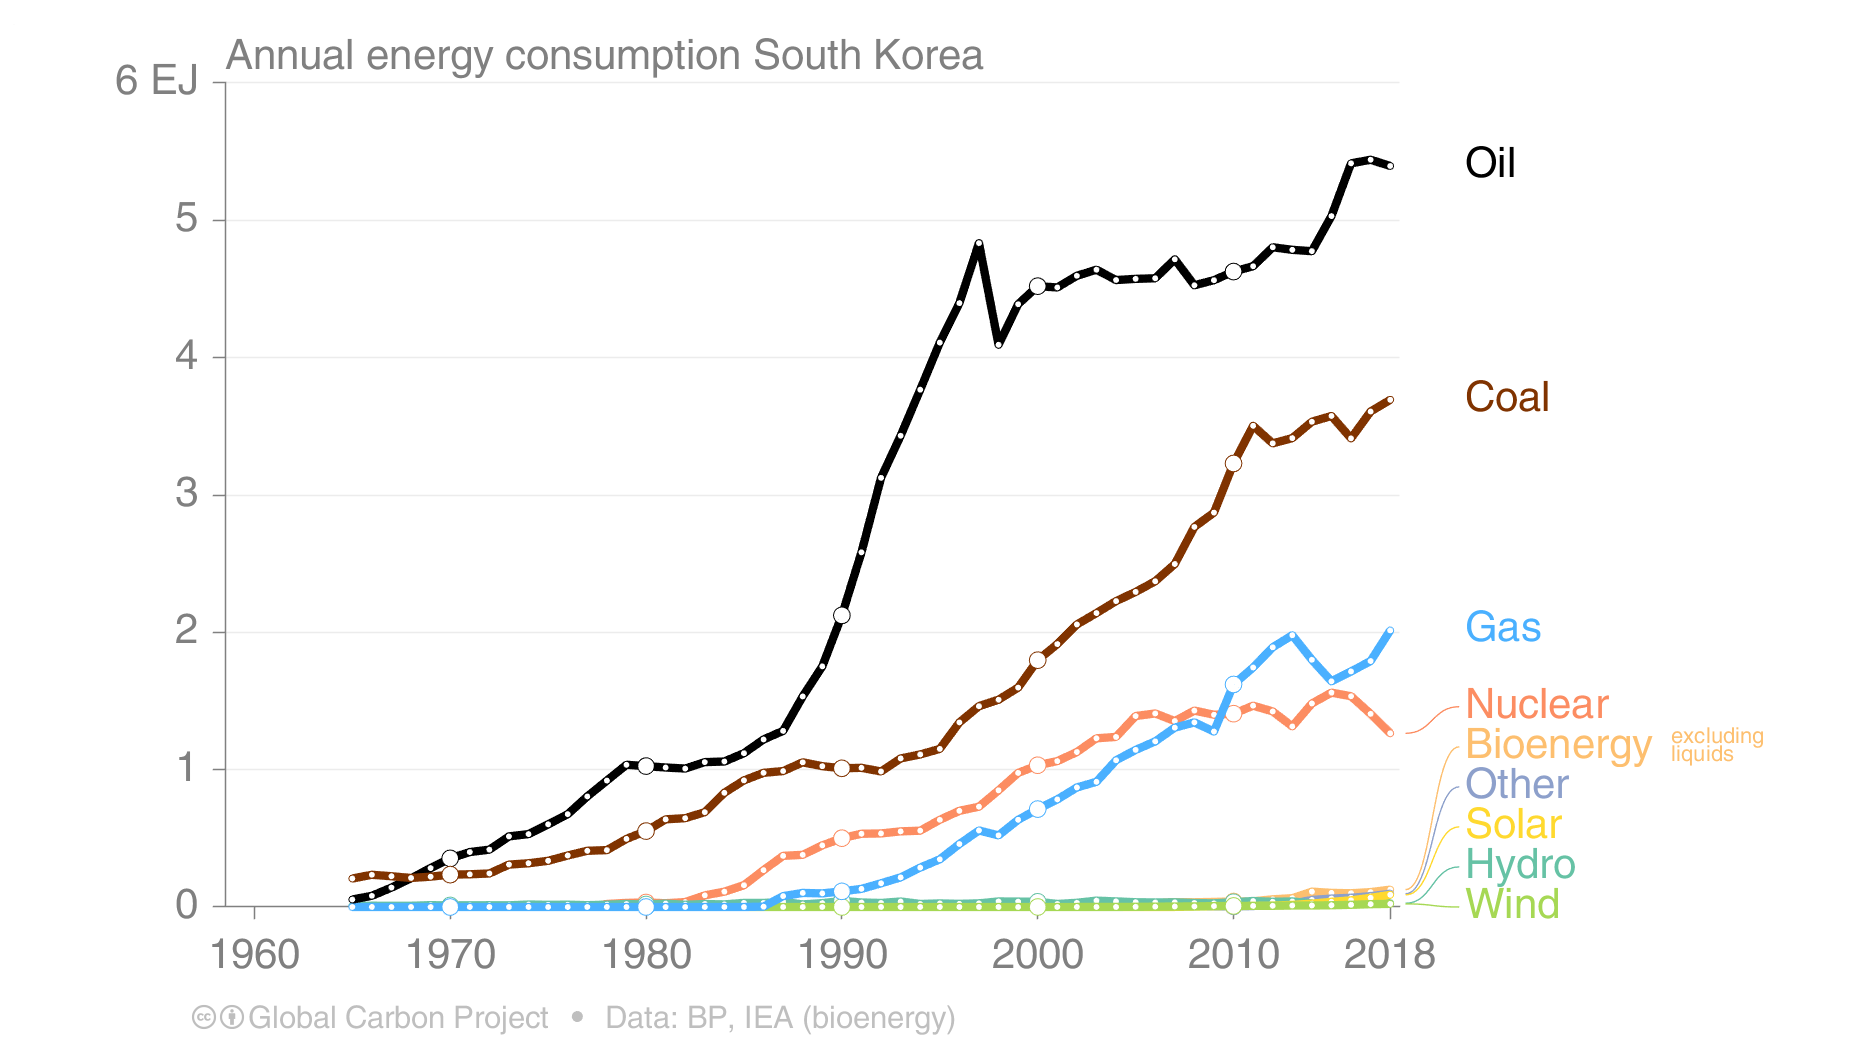 Annual energy consumption South Korea
6 EJ
5
4
3
2
1
0
Oil
Coal
Gas
Nuclear
Bioenergy excluding liquids
Other
Solar
Hydro
Wind
1960 1970 1980 1990 2000 2010 2018
cc Global Carbon Project • Data: BP, IEA (bioenergy)